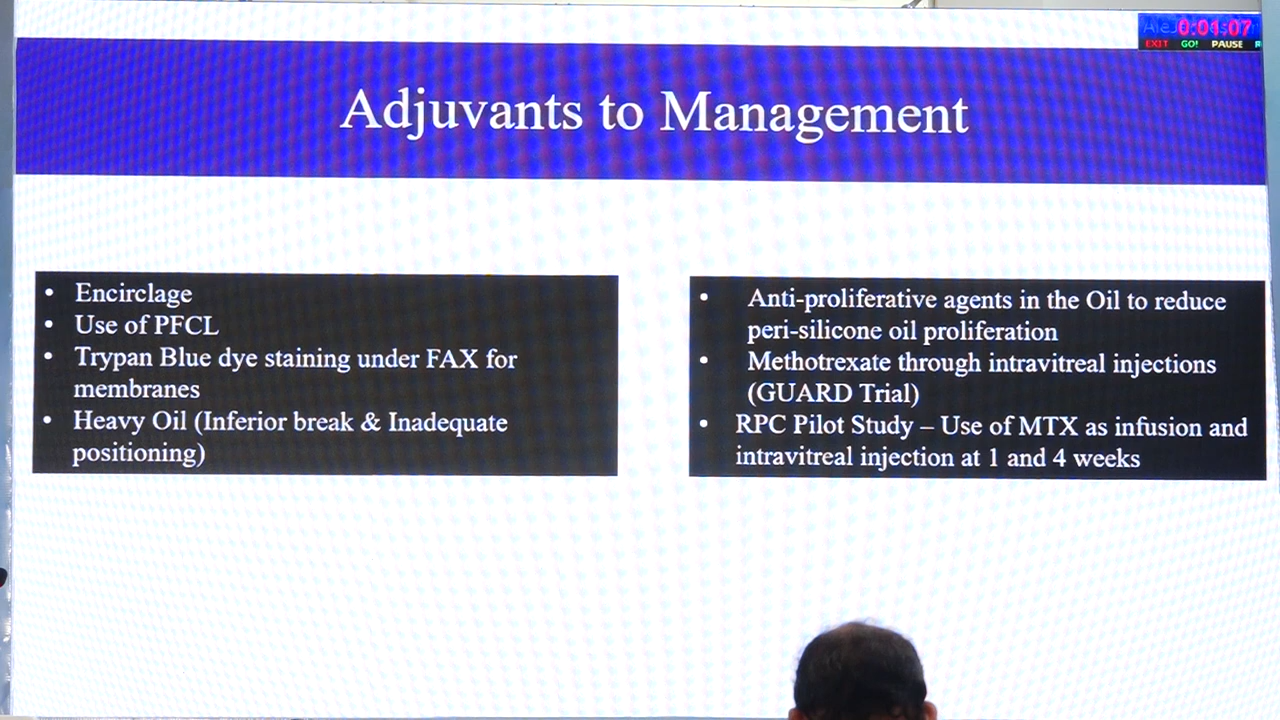 0:01:07
EXIT GO! PAUSE
Adjuvants to Management
• Encirclage
• Use of PFCL
• Trypan Blue dye staining under FAX for
membranes
• Heavy Oil (Inferior break & Inadequate
positioning)
• Anti-proliferative agents in the Oil to reduce
peri-silicone oil proliferation
• Methotrexate through intravitreal injections
(GUARD Trial)
• RPC Pilot Study – Use of MTX as infusion and
intravitreal injection at 1 and 4 weeks